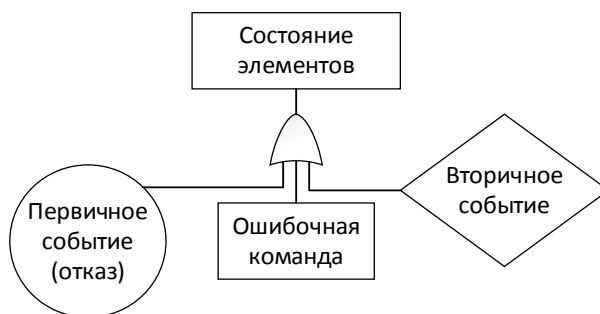 Состояние
элементов
Первичное
событие
(отказ)
Ошибочная
команда
Вторичное
событие